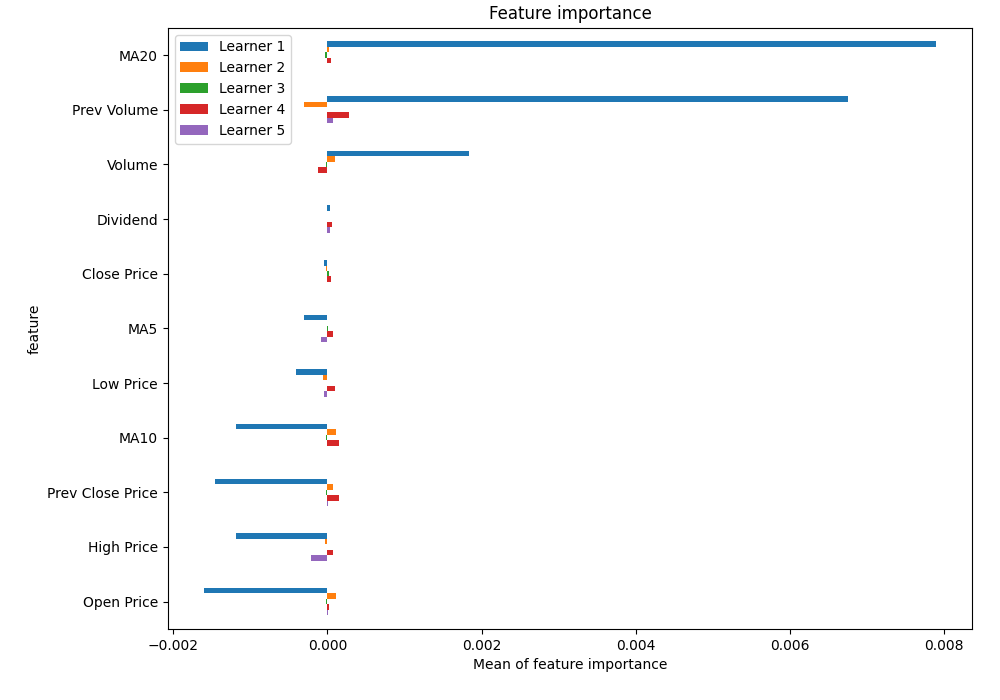 Feature importance
Learner 1
Learner 2
Learner 3
Learner 4
Learner 5
MA20
Prev Volume
Volume
Dividend
Close Price
MA5
Low Price
MA10
Prev Close Price
High Price
Open Price
feature
−0.002 0.000 0.002 0.004 0.006 0.008
Mean of feature importance